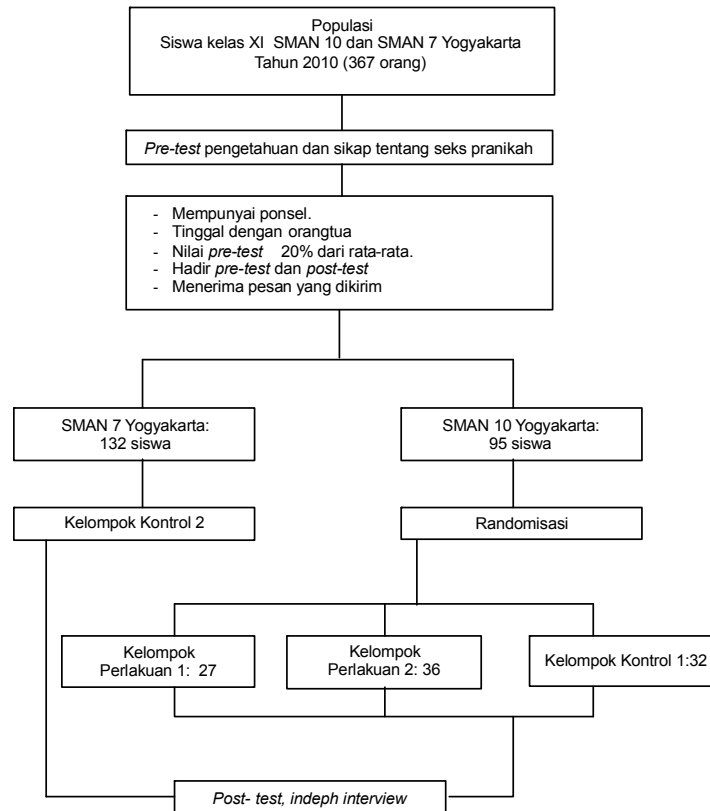 Populasi
Siswa kelas XI SMAN 10 dan SMAN 7 Yogyakarta
Tahun 2010 (367 orang)
Pre-test pengetahuan dan sikap tentang seks pranikah
- Mempunyai ponsel.
- Tinggal dengan orangtua
- Nilai pre-test 20% dari rata-rata.
- Hadir pre-test dan post-test
- Menerima pesan yang dikirim
SMAN 7 Yogyakarta:
132 siswa
SMAN 10 Yogyakarta:
95 siswa
Kelompok Kontrol 2
Randomisasi
Kelompok
Perlakuan 1: 27
Kelompok
Perlakuan 2: 36
Kelompok Kontrol 1:32
Post- test, indeph interview